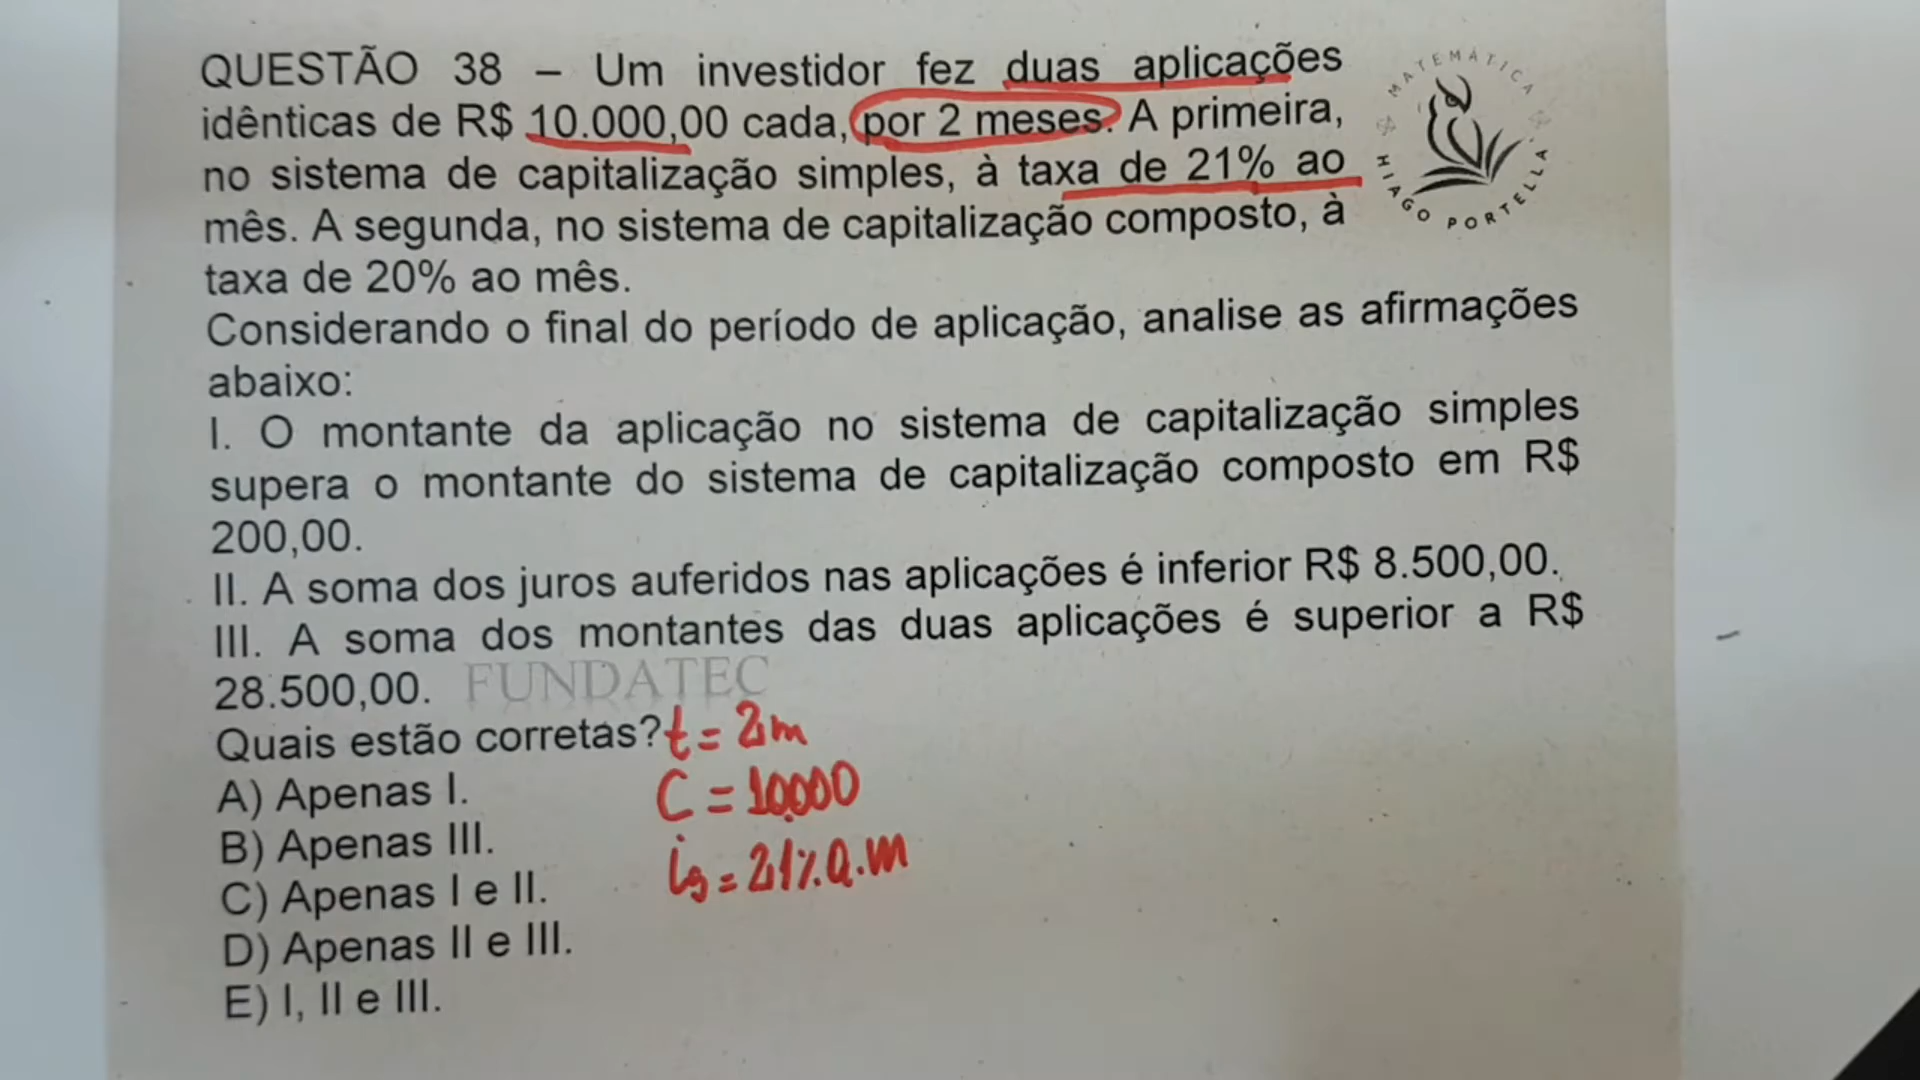 QUESTÃO 38 – Um investidor fez duas aplicações
idênticas de R$ 10.000,00 cada, por 2 meses. A primeira,
no sistema de capitalização simples, à taxa de 21% ao
mês. A segunda, no sistema de capitalização composto, à
taxa de 20% ao mês.
MATEMÁTICA
HIAGO PORTELLA
Considerando o final do período de aplicação, analise as afirmações
abaixo:
I. O montante da aplicação no sistema de capitalização simples
supera o montante do sistema de capitalização composto em R$
200,00.
II. A soma dos juros auferidos nas aplicações é inferior R$ 8.500,00.
III. A soma dos montantes das duas aplicações é superior a R$
28.500,00. FUNDATEC
Quais estão corretas? t = 2m
A) Apenas I.
C = 10.000
B) Apenas III.
is = 21% a.m
C) Apenas I e II.
D) Apenas II e III.
E) I, II e III.